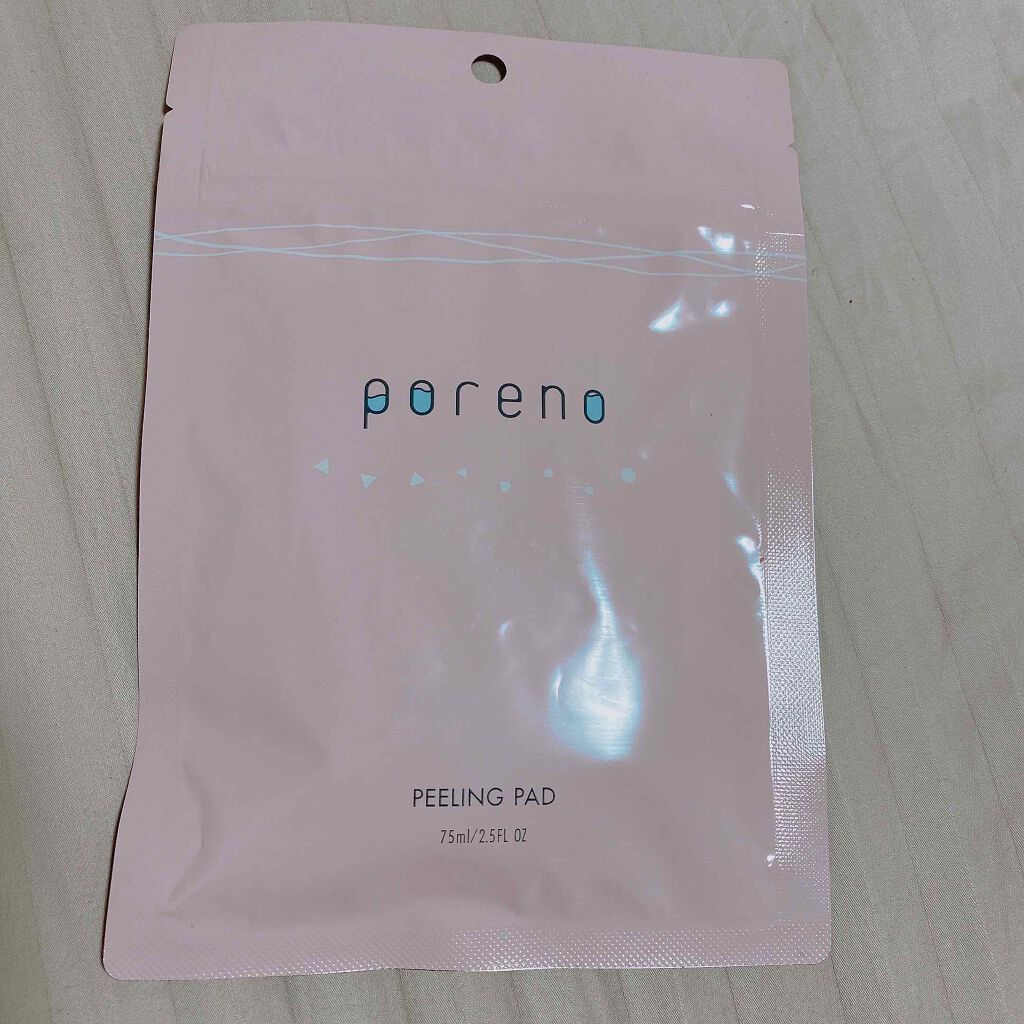 poreno
PEELING PAD
75ml/2.5FL OZ